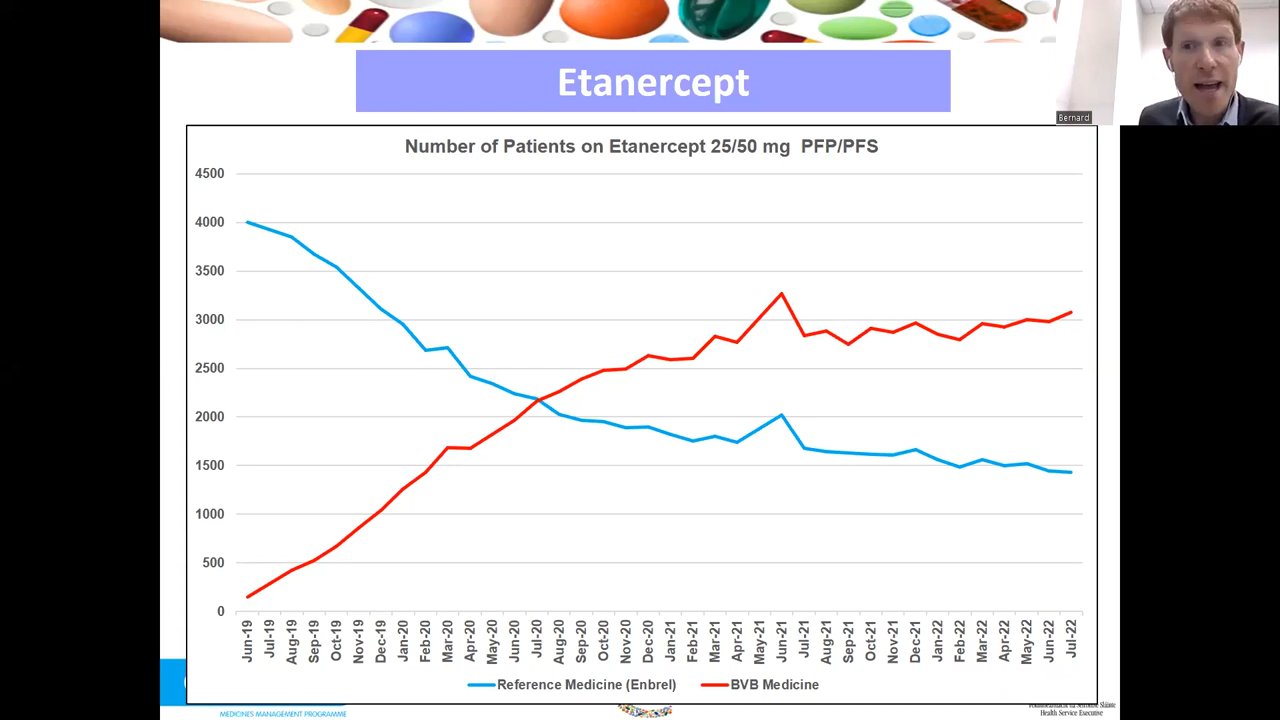 Etanercept
Bernard
Number of Patients on Etanercept 25/50 mg PFP/PFS
4500
4000
3500
3000
2500
2000
1500
1000
500
0
Jun-19
Jul-19
Aug-19
Sep-19
Oct-19
Nov-19
Dec-19
Jan-20
Feb-20
Mar-20
Apr-20
May-20
Jun-20
Jul-20
Aug-20
Sep-20
Oct-20
Nov-20
Dec-20
Jan-21
Feb-21
Mar-21
Apr-21
May-21
Jun-21
Jul-21
Aug-21
Sep-21
Oct-21
Nov-21
Dec-21
Jan-22
Feb-22
Mar-22
Apr-22
May-22
Jun-22
Jul-22
Reference Medicine (Enbrel)
BVB Medicine
MEDICINES MANAGEMENT PROGRAMME
Health Service Executive